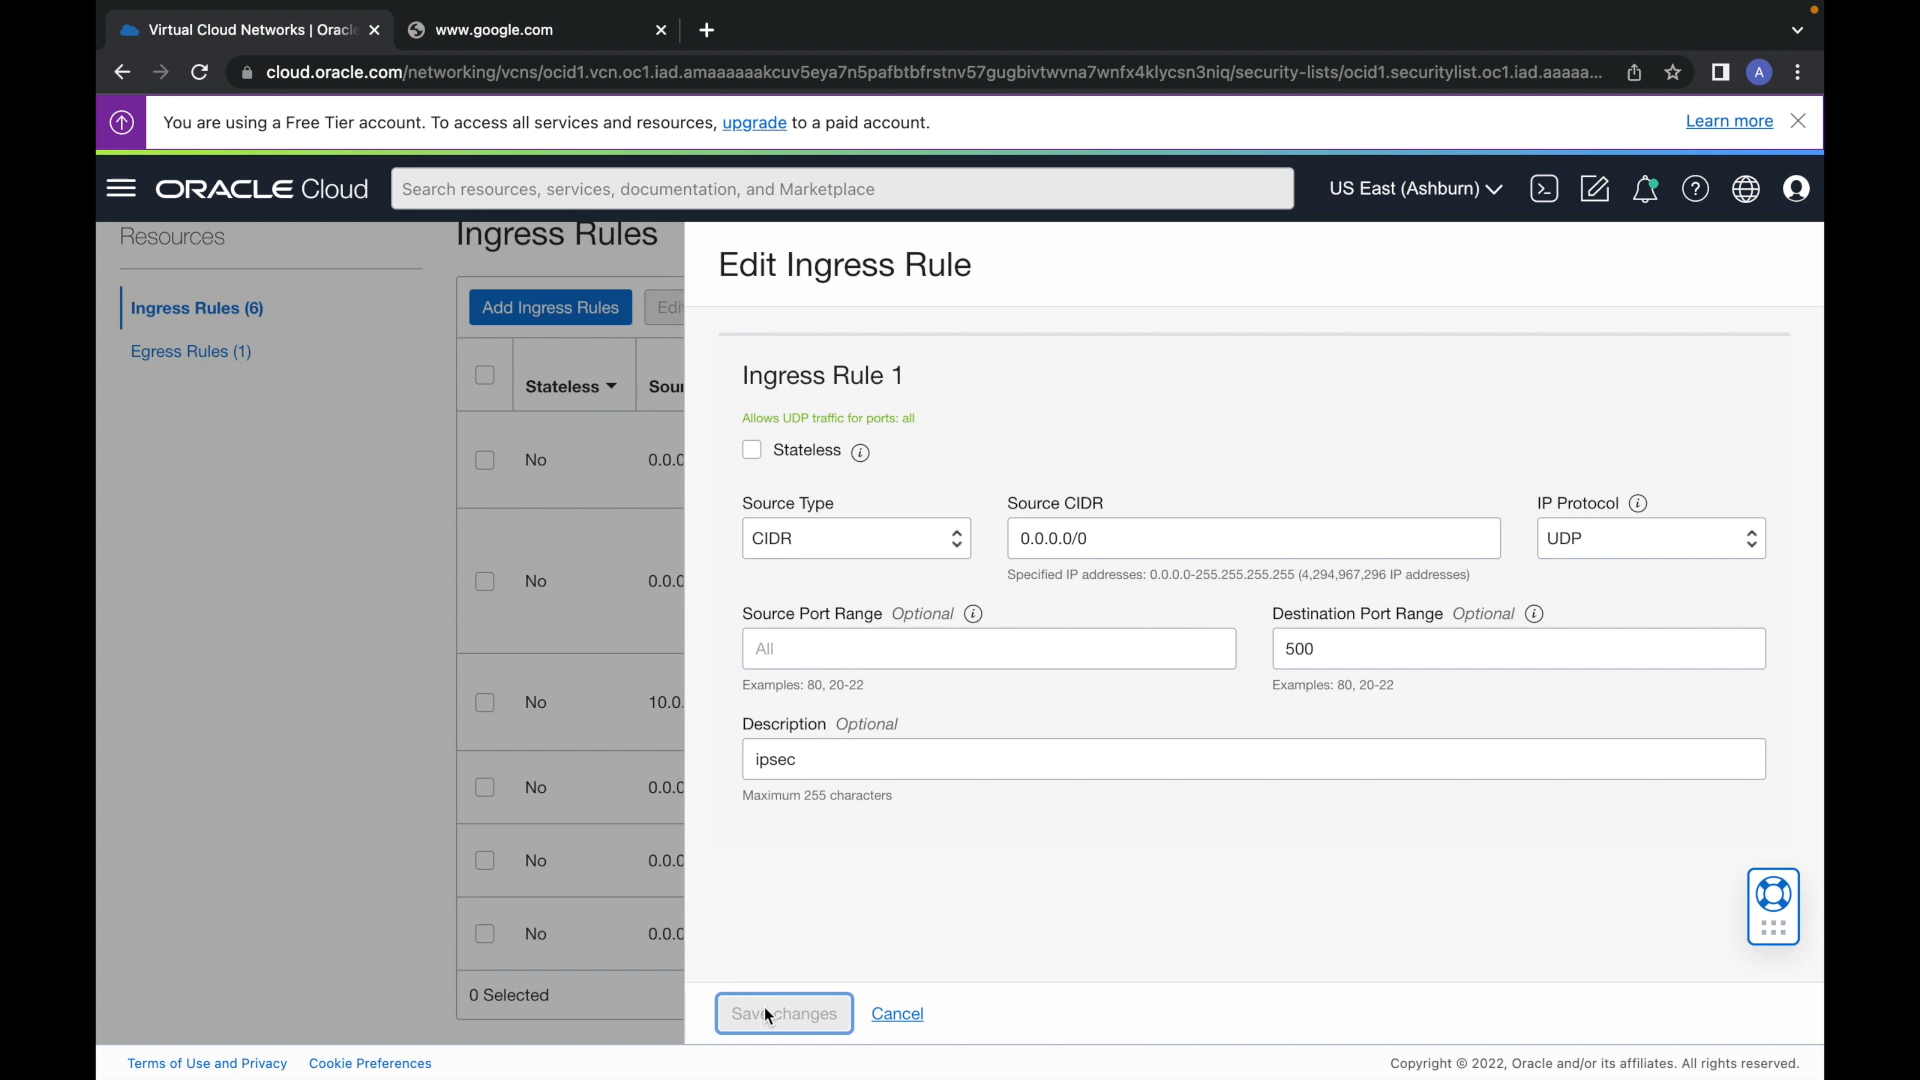 Virtual Cloud Networks | Oracle
www.google.com
cloud.oracle.com/networking/vcns/ocid1.vcn.oc1.iad.amaaaaaakcuv5eya7n5pafbtbfrstnv57gugbivtwvna7wnfx4klycsn3niq/security-lists/ocid1.securitylist.oc1.iad.aaaaa...
A
You are using a Free Tier account. To access all services and resources, upgrade to a paid account.
Learn more
ORACLE Cloud
Search resources, services, documentation, and Marketplace
US East (Ashburn)
Resources
Ingress Rules (6)
Egress Rules (1)
Ingress Rules
Add Ingress Rules
Edi
Stateless
Sour
No 0.0.0
No 0.0.0
No 10.0.
No 0.0.0
No 0.0.0
No 0.0.0
0 Selected
Edit Ingress Rule
Ingress Rule 1
Allows UDP traffic for ports: all
Stateless
Source Type
CIDR
Source CIDR
0.0.0.0/0
Specified IP addresses: 0.0.0.0-255.255.255.255 (4,294,967,296 IP addresses)
IP Protocol
UDP
Source Port Range Optional
All
Examples: 80, 20-22
Destination Port Range Optional
500
Examples: 80, 20-22
Description Optional
ipsec
Maximum 255 characters
Save changes
Cancel
Terms of Use and Privacy
Cookie Preferences
Copyright © 2022, Oracle and/or its affiliates. All rights reserved.